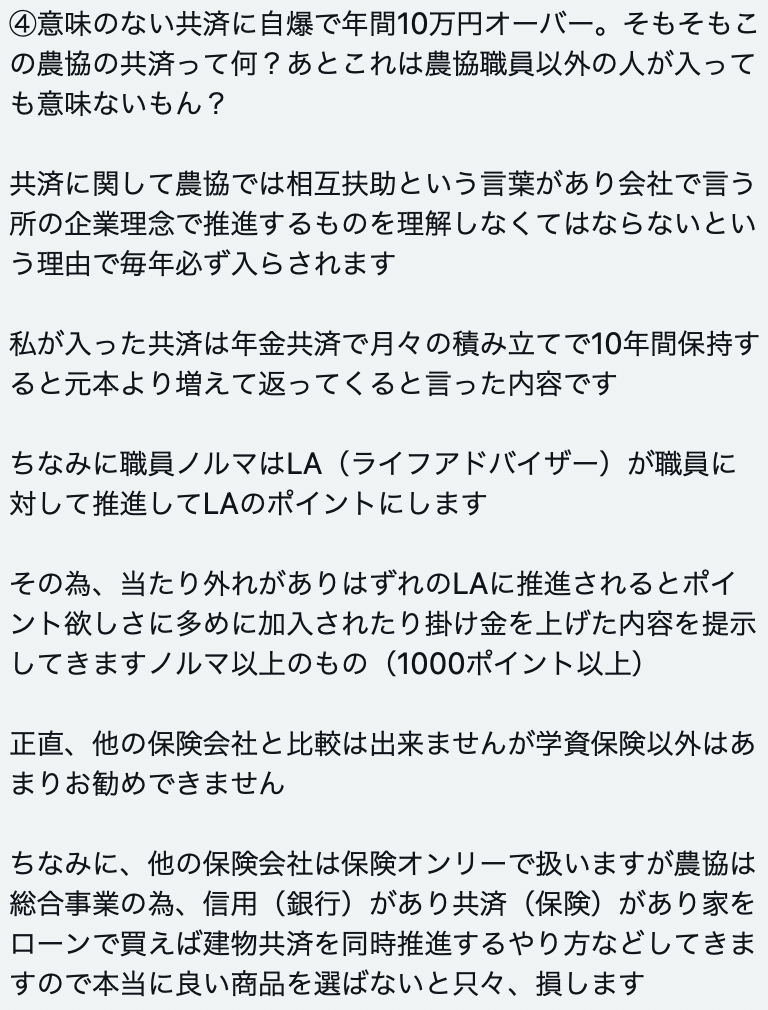 ④意味のない共済に自爆で年間10万円オーバー。そもそもこ
の農協の共済って何？あとこれは農協職員以外の人が入って
も意味ないもん？
共済に関して農協では相互扶助という言葉があり会社で言う
所の企業理念で推進するものを理解しなくてはならないとい
う理由で毎年必ず入らされます
私が入った共済は年金共済で月々の積み立てで10年間保持す
ると元本より増えて返ってくると言った内容です
ちなみに職員ノルマはLA（ライフアドバイザー）が職員に
対して推進してLAのポイントにします
その為、当たり外れがありはずれのLAに推進されるとポイ
ント欲しさに多めに加入されたり掛け金を上げた内容を提示
してきますノルマ以上のもの（1000ポイント以上）
正直、他の保険会社と比較は出来ませんが学資保険以外はあ
まりお勧めできません
ちなみに、他の保険会社は保険オンリーで扱いますが農協は
総合事業の為、信用（銀行）があり共済（保険）があり家を
ローンで買えば建物共済を同時推進するやり方などしてきま
すので本当に良い商品を選ばないと只々、損します